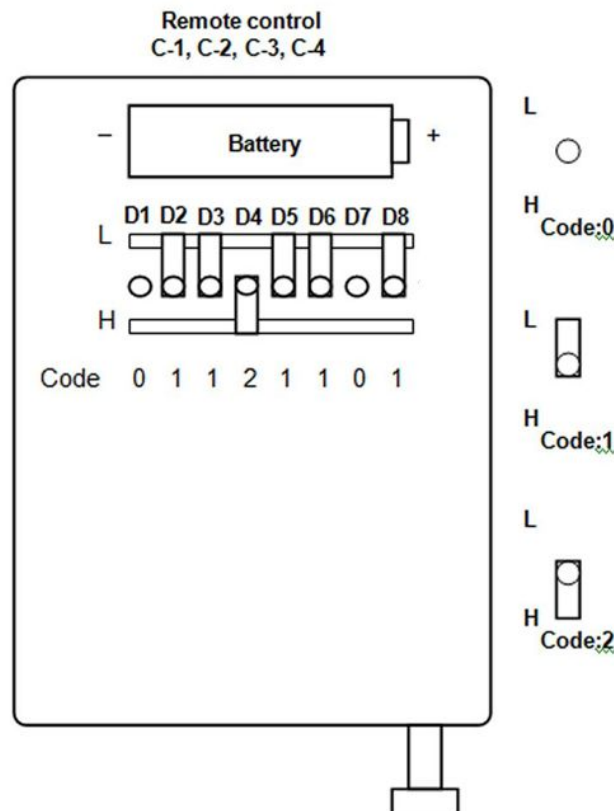 Remote control
C-1, C-2, C-3, C-4
– Battery +
D1 D2 D3 D4 D5 D6 D7 D8
L
H
Code 0 1 1 2 1 1 0 1
L
H
Code:0
L
H
Code:1
L
H
Code:2